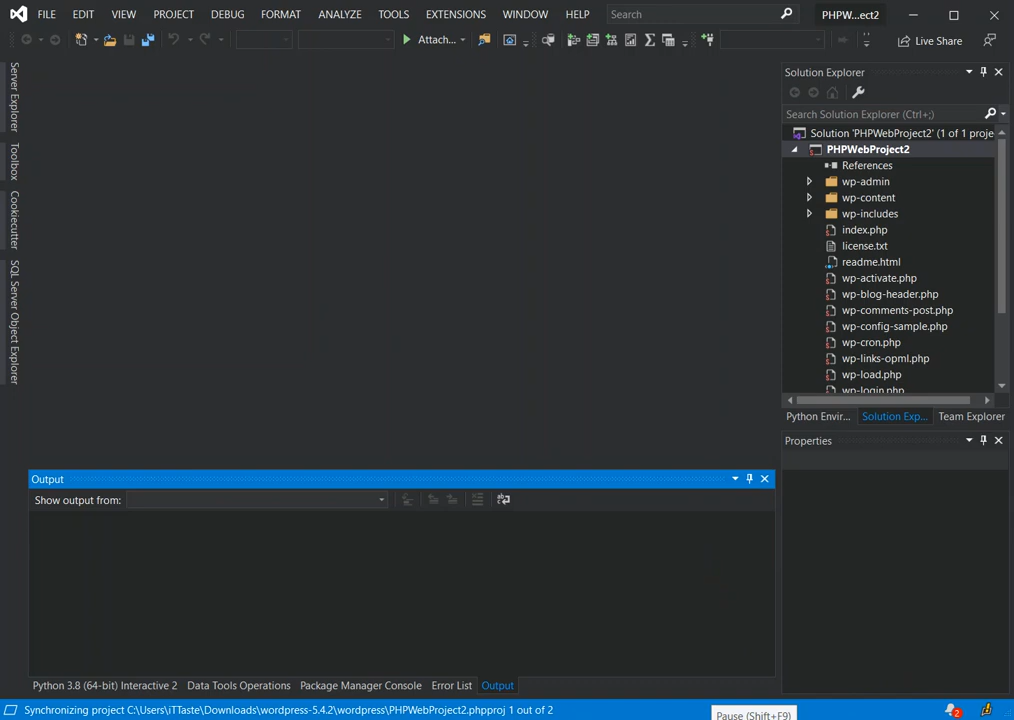 FILE EDIT VIEW PROJECT DEBUG FORMAT ANALYZE TOOLS EXTENSIONS WINDOW HELP Search PHPW...ect2
Attach... Live Share
Server Explorer
Toolbox
Cookiecutter
SQL Server Object Explorer
Solution Explorer
Search Solution Explorer (Ctrl+;)
Solution 'PHPWebProject2' (1 of 1 proje
PHPWebProject2
References
wp-admin
wp-content
wp-includes
index.php
license.txt
readme.html
wp-activate.php
wp-blog-header.php
wp-comments-post.php
wp-config-sample.php
wp-cron.php
wp-links-opml.php
wp-load.php
wp-login.php
Python Envir... Solution Exp... Team Explorer
Properties
Output
Show output from:
Python 3.8 (64-bit) Interactive 2 Data Tools Operations Package Manager Console Error List Output
Synchronizing project C:\Users\iTTaste\Downloads\wordpress-5.4.2\wordpress\PHPWebProject2.phpproj 1 out of 2
Pause (Shift+F9)
2